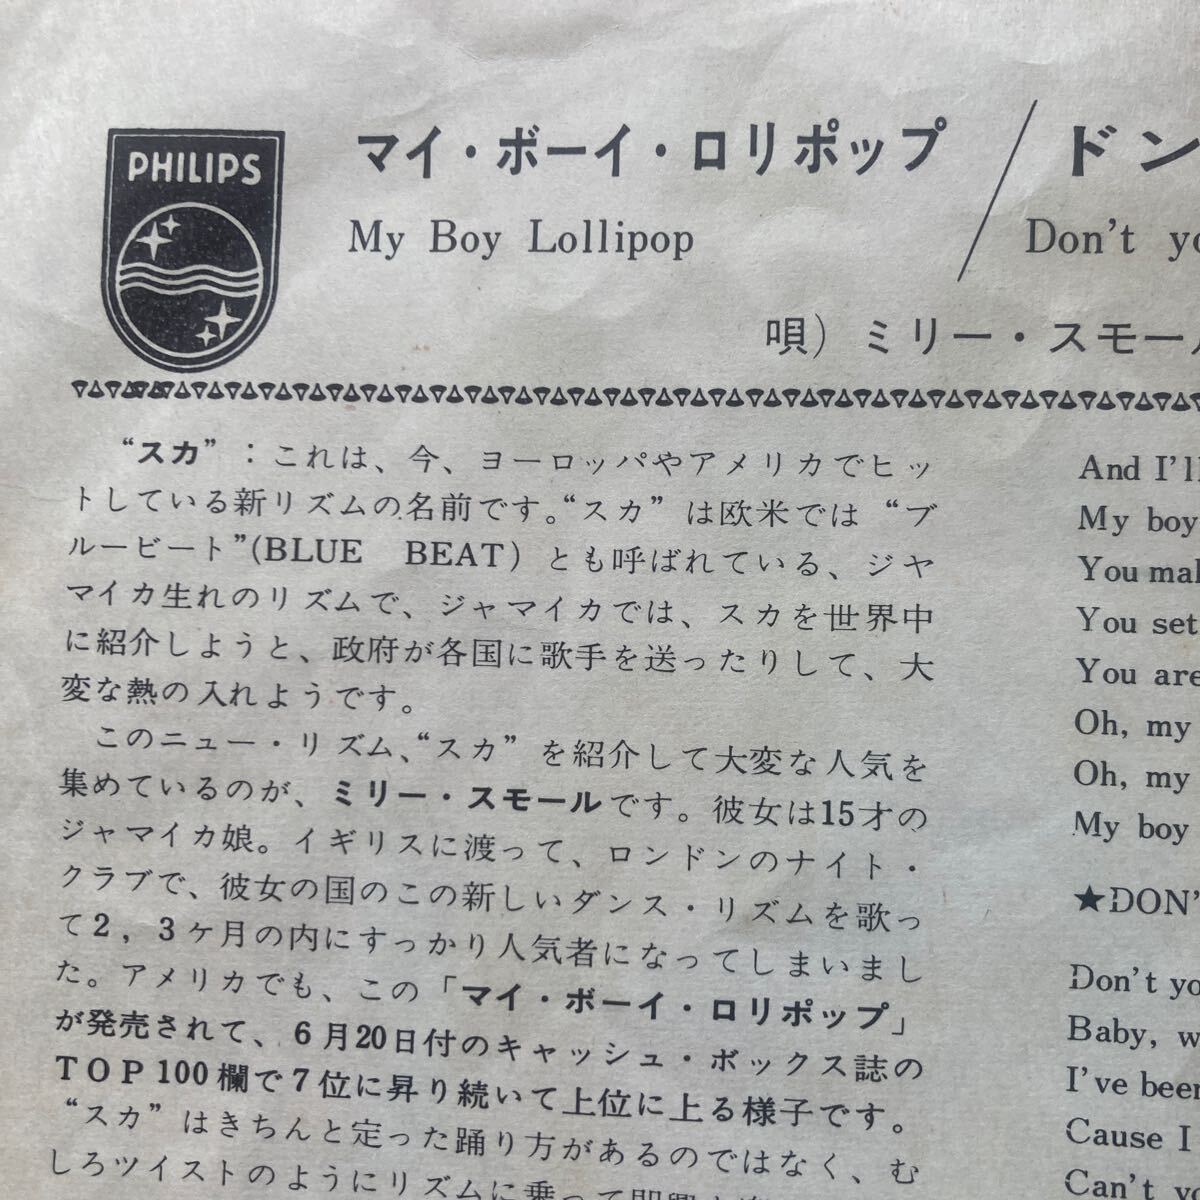 PHILIPS
マイ・ボーイ・ロリポップ／ドン
My Boy Lollipop
Don't
唄）ミリー・スモー
“スカ”：これは、今、ヨーロッパやアメリカでヒッ
トしている新リズムの名前です。“スカ”は欧米では“ブ
ルービート”(BLUE BEAT）とも呼ばれている、ジャ
マイカ生れのリズムで、ジャマイカでは、スカを世界中
に紹介しようと、政府が各国に歌手を送ったりして、大
変な熱の入れようです。
このニュー・リズム、“スカ”を紹介して大変な人気を
集めているのが、ミリー・スモールです。彼女は15才の
ジャマイカ娘。イギリスに渡って、ロンドンのナイト・
クラブで、彼女の国のこの新しいダンス・リズムを歌っ
て2，3ヶ月の内にすっかり人気者になってしまいまし
た。アメリカでも、この「マイ・ボーイ・ロリポップ」
が発売されて、6月20日付のキャッシュ・ボックス誌の
TOP100欄で7位に昇り続いて上位に上る様子です。
“スカ”はきちんと定った踊り方があるのではなく、む
しろツイストのようにリズムに乗って即興
And I'll
My boy
You
You set
You are
Oh, my
Oh, my
My boy
★DON'
Don't
Baby,
I've been
Cause I
Can't